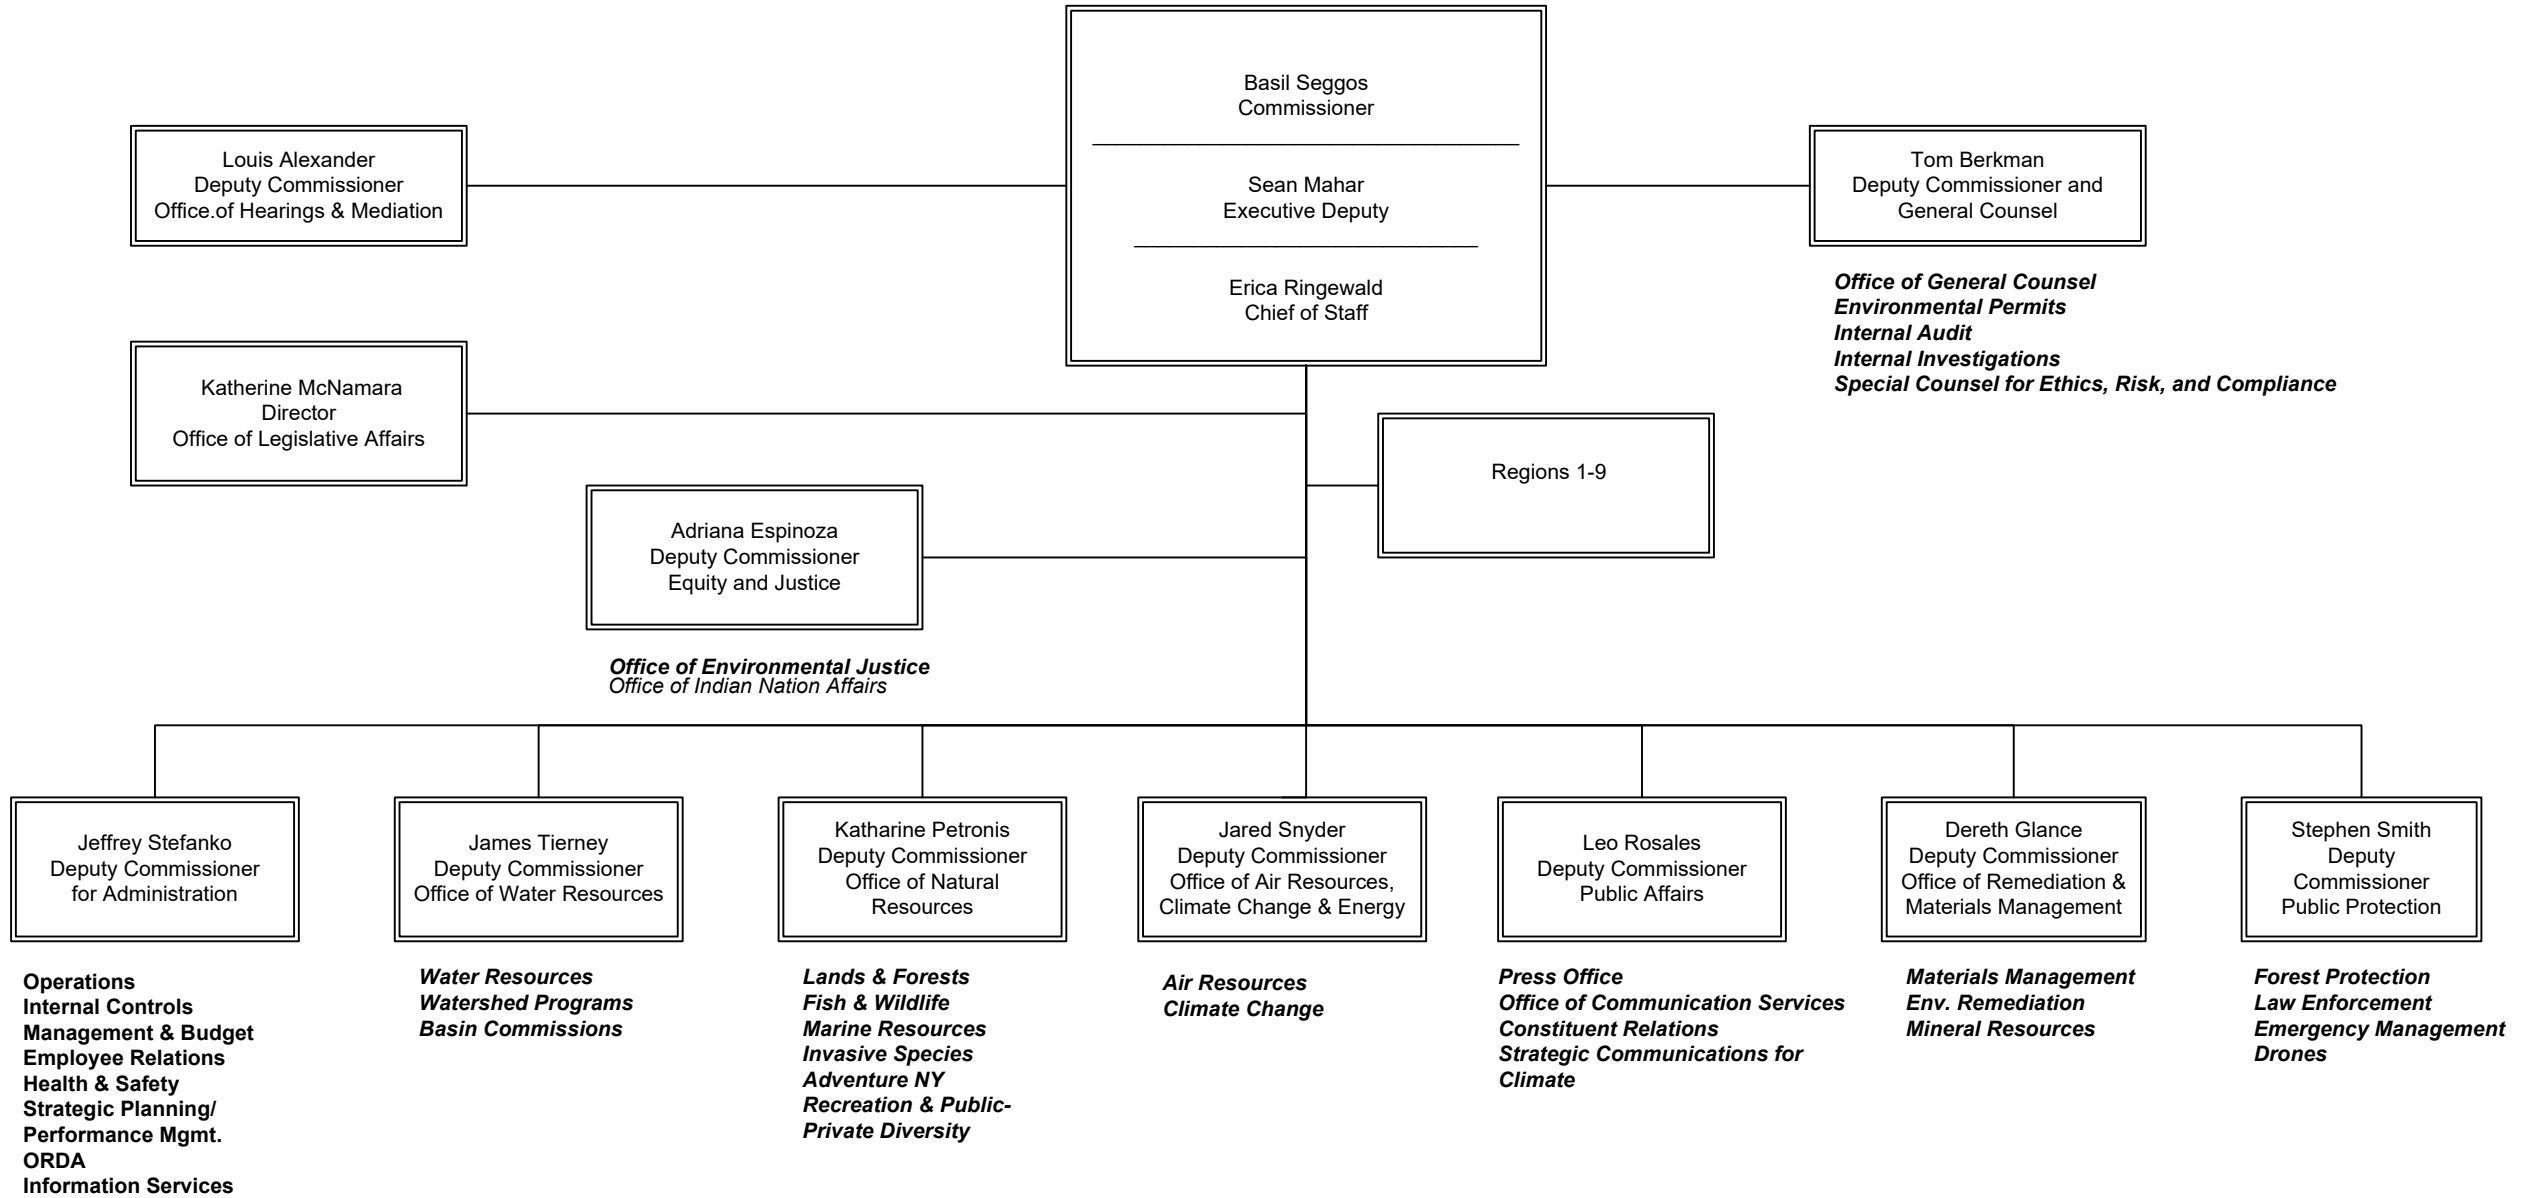 Basil Seggos
Commissioner
Sean Mahar
Executive Deputy
Erica Ringewald
Chief of Staff
Louis Alexander
Deputy Commissioner
Office.of Hearings & Mediation
Tom Berkman
Deputy Commissioner and
General Counsel
Office of General Counsel
Environmental Permits
Internal Audit
Internal Investigations
Special Counsel for Ethics, Risk, and Compliance
Katherine McNamara
Director
Office of Legislative Affairs
Regions 1-9
Adriana Espinoza
Deputy Commissioner
Equity and Justice
Office of Environmental Justice
Office of Indian Nation Affairs
Jeffrey Stefanko
Deputy Commissioner
for Administration
Operations
Internal Controls
Management & Budget
Employee Relations
Health & Safety
Strategic Planning/
Performance Mgmt.
ORDA
Information Services
James Tierney
Deputy Commissioner
Office of Water Resources
Water Resources
Watershed Programs
Basin Commissions
Katharine Petronis
Deputy Commissioner
Office of Natural
Resources
Lands & Forests
Fish & Wildlife
Marine Resources
Invasive Species
Adventure NY
Recreation & Public-
Private Diversity
Jared Snyder
Deputy Commissioner
Office of Air Resources,
Climate Change & Energy
Air Resources
Climate Change
Leo Rosales
Deputy Commissioner
Public Affairs
Press Office
Office of Communication Services
Constituent Relations
Strategic Communications for
Climate
Dereth Glance
Deputy Commissioner
Office of Remediation &
Materials Management
Materials Management
Env. Remediation
Mineral Resources
Stephen Smith
Deputy
Commissioner
Public Protection
Forest Protection
Law Enforcement
Emergency Management
Drones